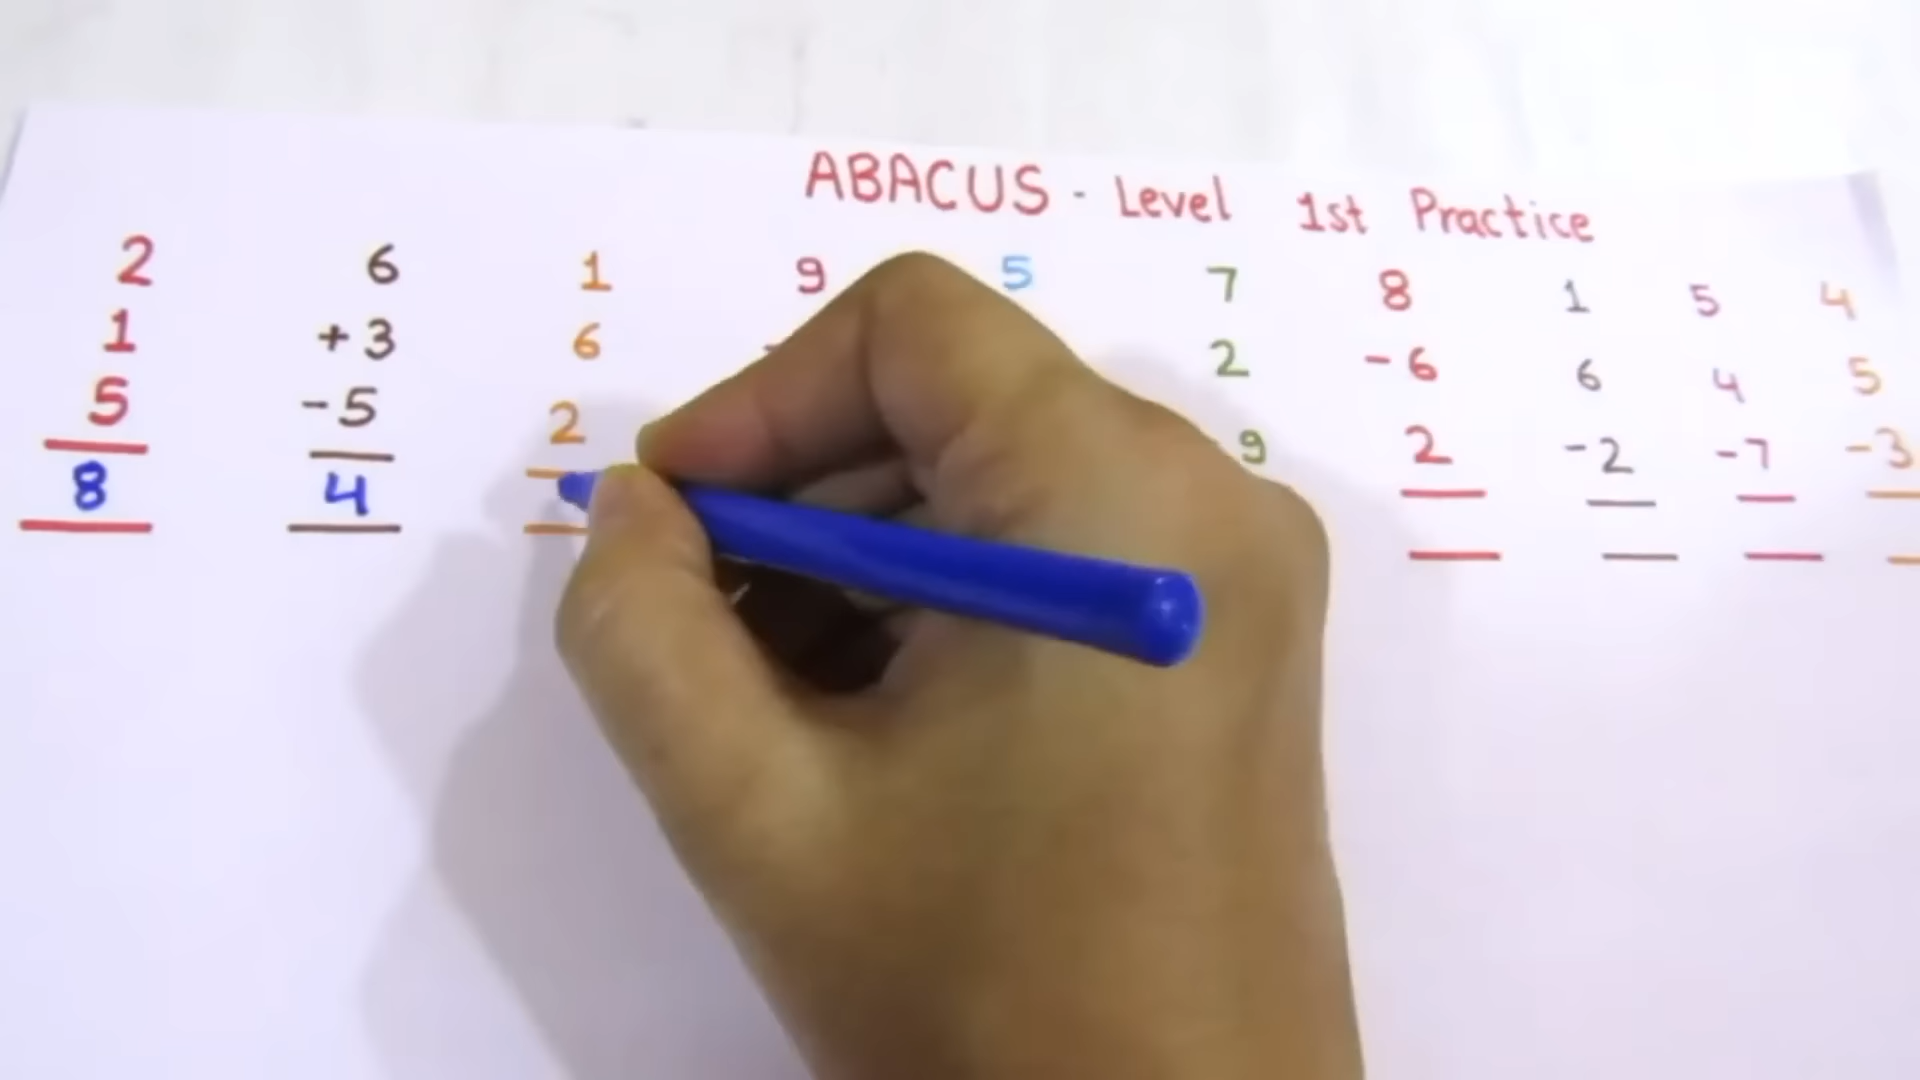 ABACUS - Level 1st Practice
2 6 1 9 5 7 8 1 5 4
1 +3 6 2 -6 6 4 5
5 -5 2 9 2 -2 -7 -3
8 4